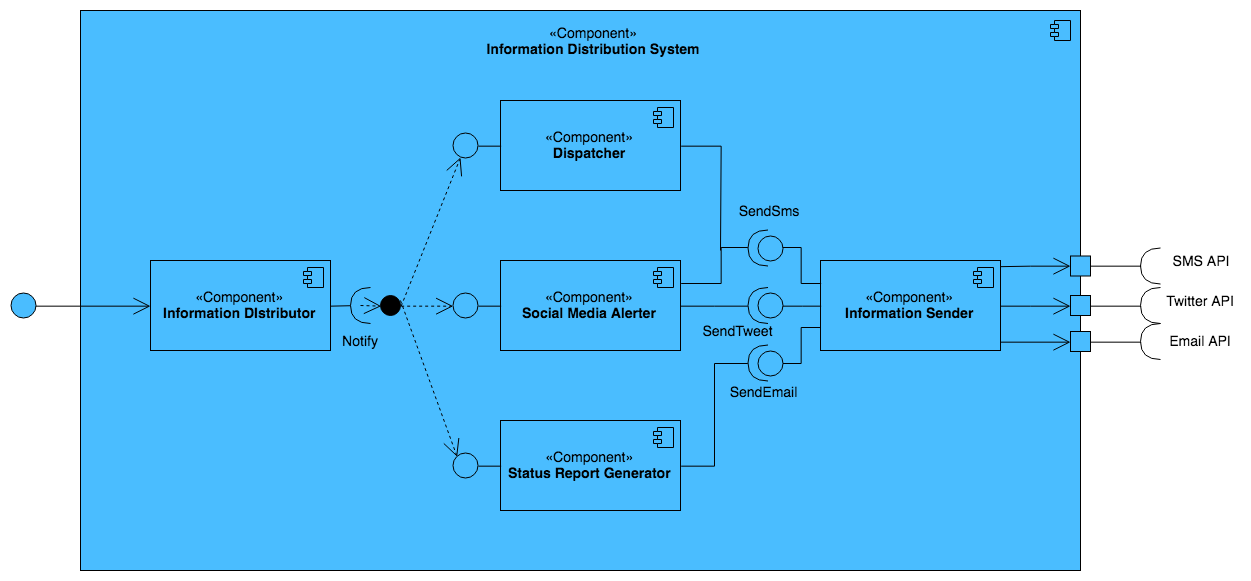 «Component»
Information Distribution System
«Component»
Dispatcher
SendSms
SMS API
«Component»
Information DIstributor
«Component»
Social Media Alerter
«Component»
Information Sender
Twitter API
Notify
SendTweet
Email API
SendEmail
«Component»
Status Report Generator